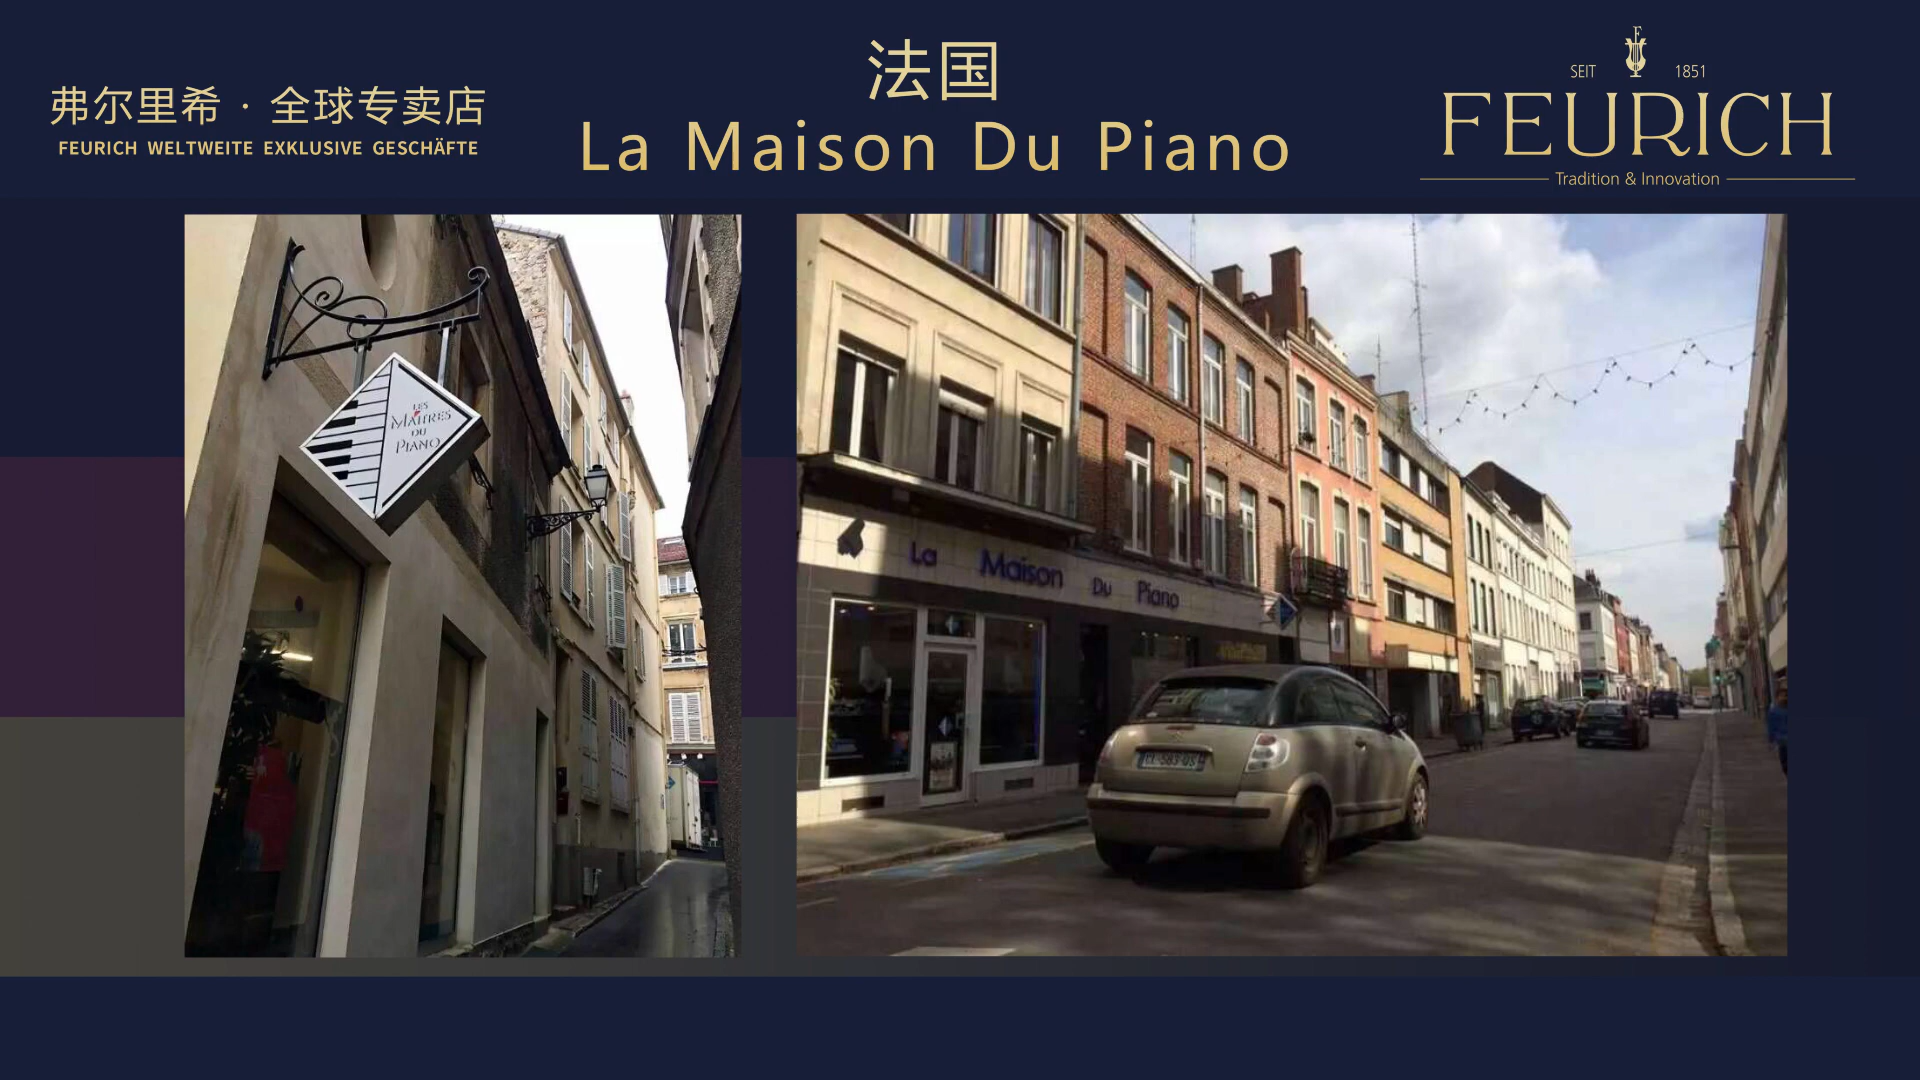 弗尔里希·全球专卖店
FEURICH WELTWEITE EXKLUSIVE GESCHÄFTE
法国
La Maison Du Piano
F
SEIT 1851
FEURICH
Tradition & Innovation
LES
MAÎTRES
DU
PIANO
La Maison Du Piano